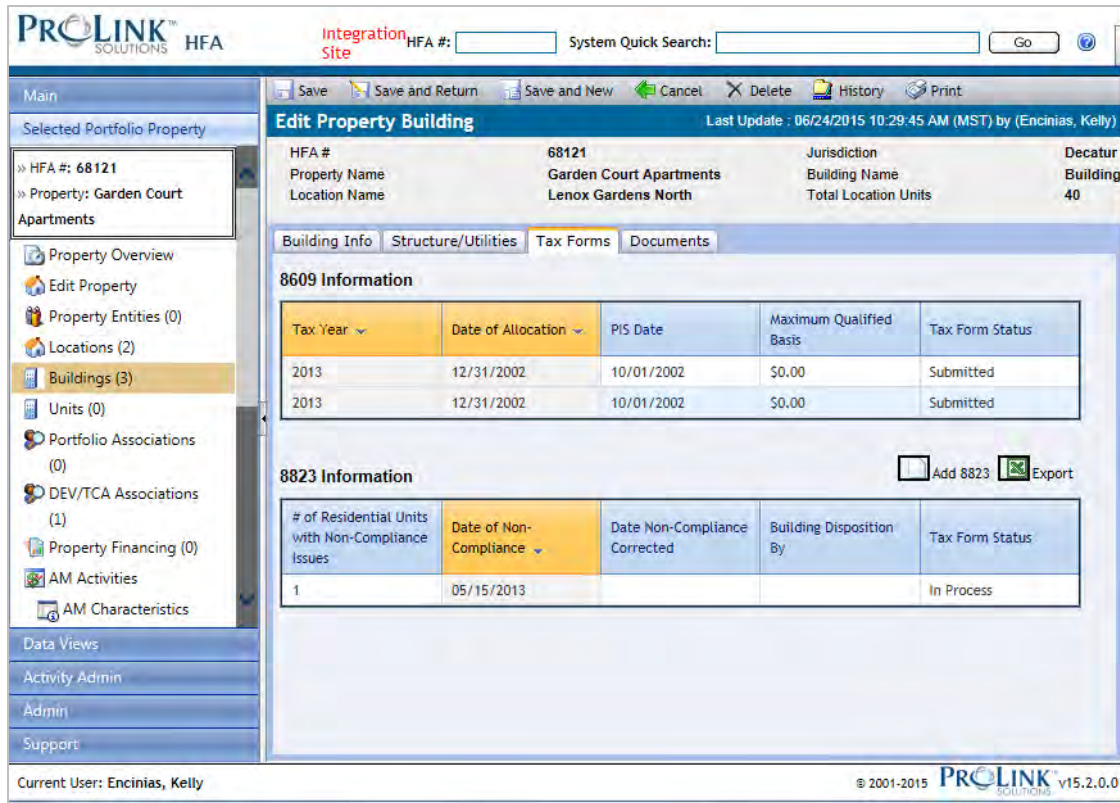 PROLINK™ SOLUTIONS HFA
Integration Site
HFA #:
System Quick Search:
Go
Main
Selected Portfolio Property
» HFA #: 68121
» Property: Garden Court
Apartments
Property Overview
Edit Property
Property Entities (0)
Locations (2)
Buildings (3)
Units (0)
Portfolio Associations
(0)
DEV/TCA Associations
(1)
Property Financing (0)
AM Activities
AM Characteristics
Data Views
Activity Admin
Admin
Support
Save Save and Return Save and New Cancel Delete History Print
Edit Property Building Last Update : 06/24/2015 10:29:45 AM (MST) by (Encinias, Kelly)
HFA # 68121 Jurisdiction Decatur
Property Name Garden Court Apartments Building Name Building
Location Name Lenox Gardens North Total Location Units 40
Building Info Structure/Utilities Tax Forms Documents
8609 Information
Tax Year Date of Allocation PIS Date Maximum Qualified Basis Tax Form Status
2013 12/31/2002 10/01/2002 $0.00 Submitted
2013 12/31/2002 10/01/2002 $0.00 Submitted
8823 Information Add 8823 Export
# of Residential Units with Non-Compliance Issues Date of Non-Compliance Date Non-Compliance Corrected Building Disposition By Tax Form Status
1 05/15/2013 In Process
Current User: Encinias, Kelly
© 2001-2015 PROLINK SOLUTIONS v15.2.0.0